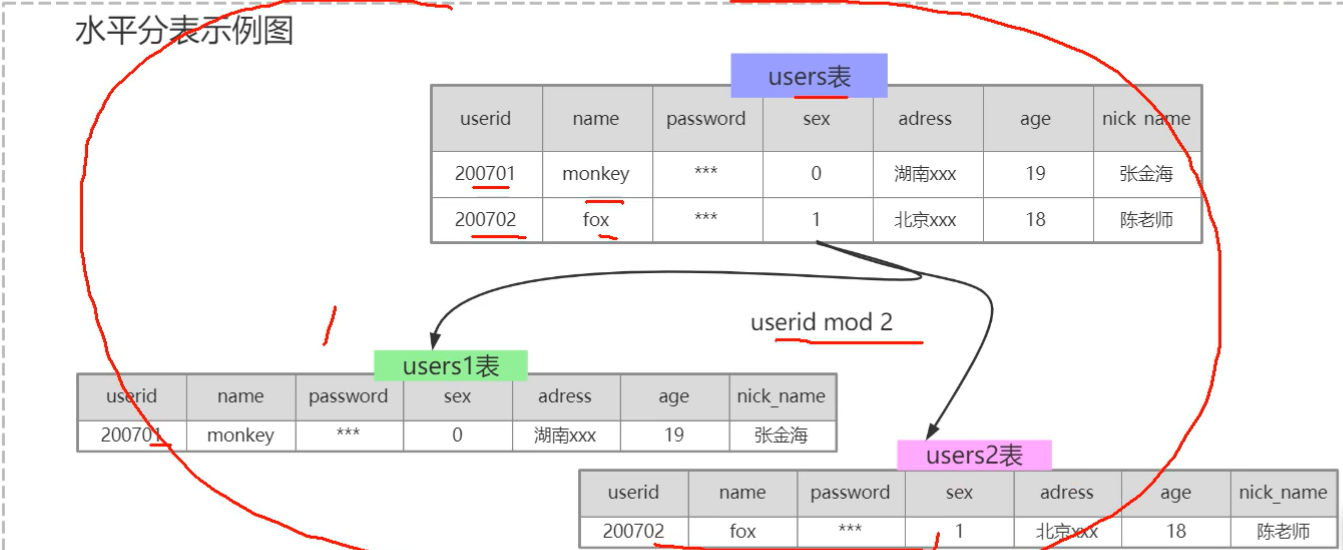 水平分表示例图
users表
userid name password sex adress age nick name
200701 monkey *** 0 湖南xxx 19 张金海
200702 fox *** 1 北京xxx 18 陈老师
userid mod 2
users1表
userid name password sex adress age nick_name
200701 monkey *** 0 湖南xxx 19 张金海
users2表
userid name password sex adress age nick_name
200702 fox *** 1 北京xxx 18 陈老师